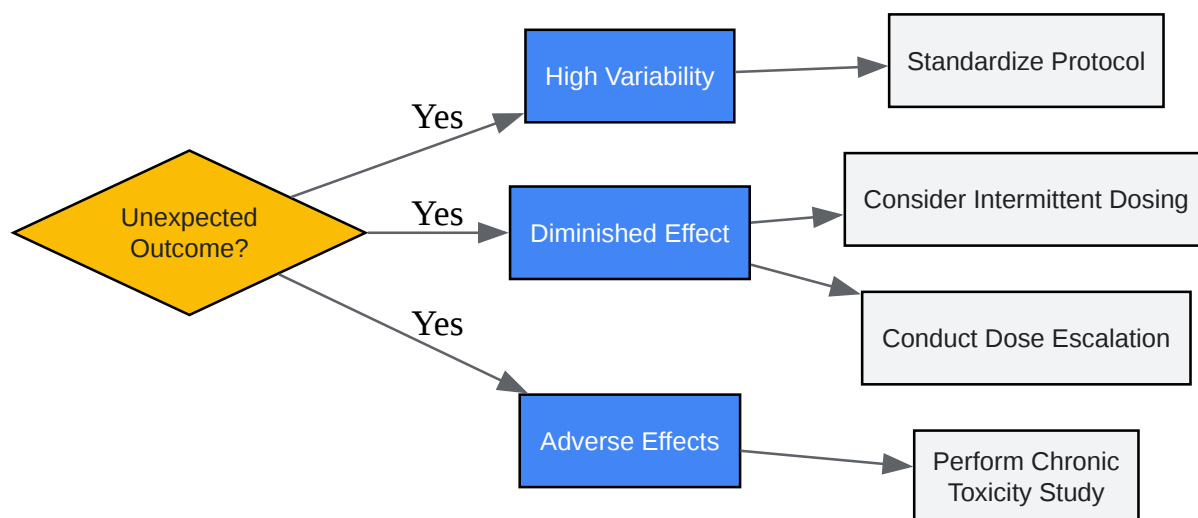 High Variability
Standardize Protocol
Yes
Unexpected
Outcome?
Yes
Diminished Effect
Consider Intermittent Dosing
Conduct Dose Escalation
Yes
Adverse Effects
Perform Chronic
Toxicity Study